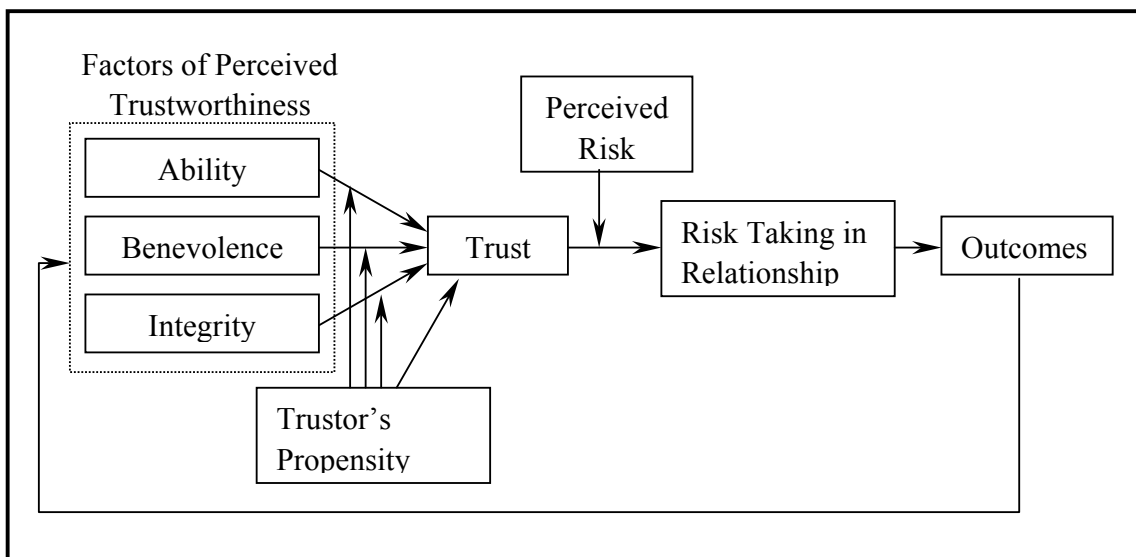 Factors of Perceived
Trustworthiness
Ability
Benevolence
Integrity
Trustor’s
Propensity
Trust
Perceived
Risk
Risk Taking in
Relationship
Outcomes